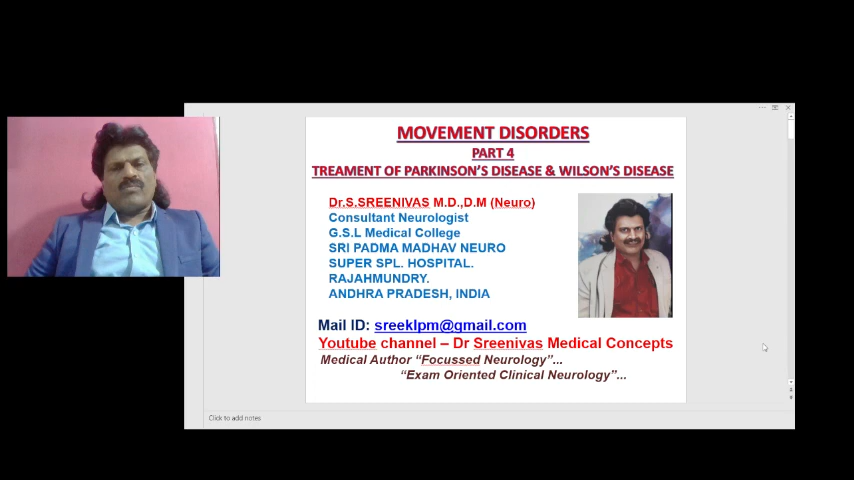 MOVEMENT DISORDERS
PART 4
TREAMENT OF PARKINSON'S DISEASE & WILSON'S DISEASE
Dr.S.SREENIVAS M.D.,D.M (Neuro)
Consultant Neurologist
G.S.L Medical College
SRI PADMA MADHAV NEURO
SUPER SPL. HOSPITAL.
RAJAHMUNDRY.
ANDHRA PRADESH, INDIA
Mail ID: sreeklpm@gmail.com
Youtube channel – Dr Sreenivas Medical Concepts
Medical Author “Focussed Neurology”...
“Exam Oriented Clinical Neurology”...
Click to add notes